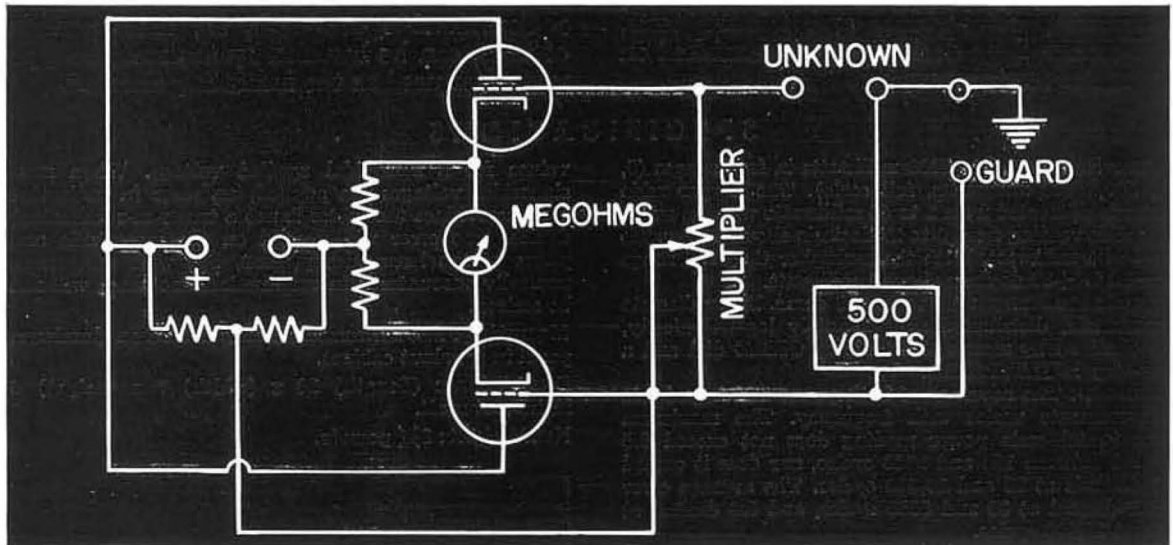 UNKNOWN
GUARD
MEGOHMS
MULTIPLIER
+ -
500
VOLTS